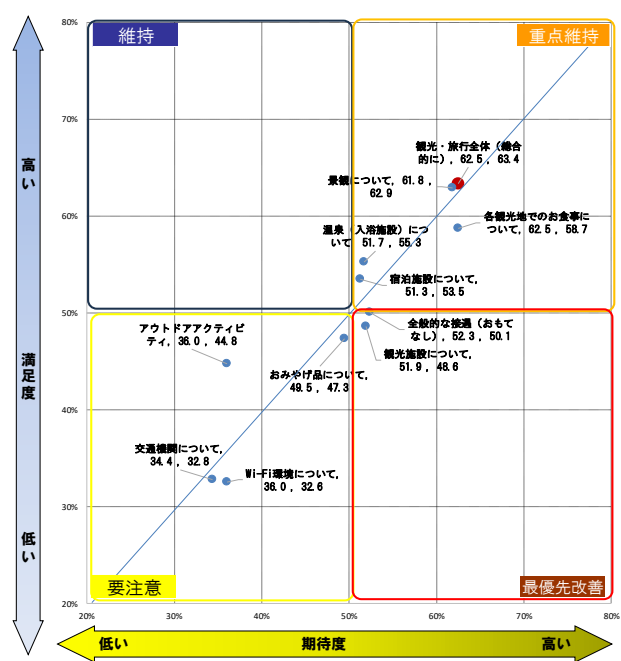 80%
維持
重点維持
70%
観光・旅行全体（総合
的に）, 62.5 , 63.4
景観について, 61.8 ,
62.9
高い
60%
各観光地でのお食事に
ついて, 62.5 , 58.7
温泉（入浴施設）につ
いて, 51.7 , 55.3
宿泊施設について,
51.3 , 53.5
50%
アウトドアアクティビ
ティ, 36.0 , 44.8
全般的な接遇（おもて
なし）, 52.3 , 50.1
観光施設について,
51.9 , 48.6
おみやげ品について,
49.5 , 47.3
満足度
40%
交通機関について,
34.4 , 32.8
Wi-Fi環境について,
36.0 , 32.6
30%
低い
要注意
最優先改善
20%
20%
30%
40%
50%
60%
70%
80%
低い
期待度
高い